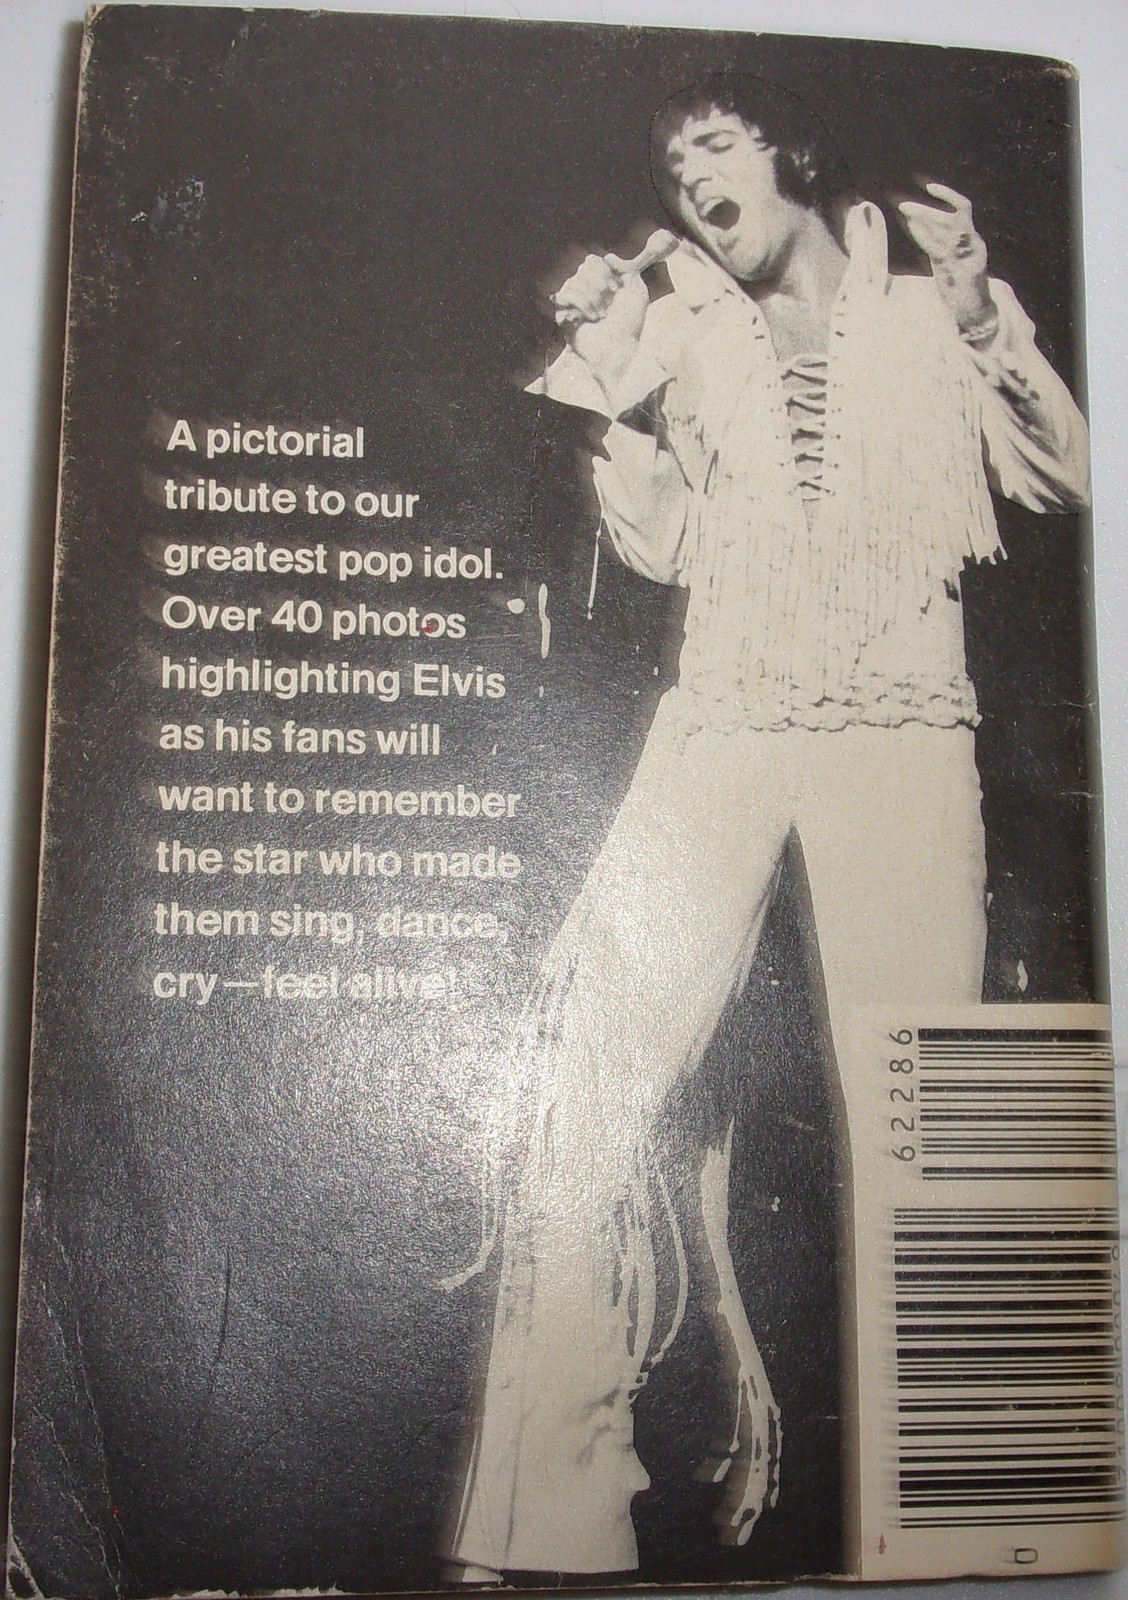 A pictorial
tribute to our
greatest pop idol.
Over 40 photos
highlighting Elvis
as his fans will
want to remember
the star who made
them sing, dance,
cry—feel alive!
62286
0